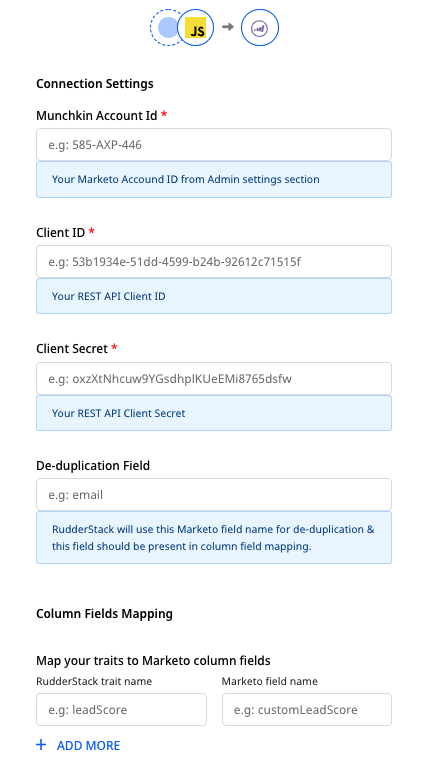 JS
Connection Settings
Munchkin Account Id *
e.g: 585-AXP-446
Your Marketo Accound ID from Admin settings section
Client ID *
e.g: 53b1934e-51dd-4599-b24b-92612c71515f
Your REST API Client ID
Client Secret *
e.g: oxzXtNhcuw9YGsdhplKUeEMi8765dsfw
Your REST API Client Secret
De-duplication Field
e.g: email
RudderStack will use this Marketo field name for de-duplication &
this field should be present in column field mapping.
Column Fields Mapping
Map your traits to Marketo column fields
RudderStack trait name
Marketo field name
e.g: leadScore
e.g: customLeadScore
+ ADD MORE